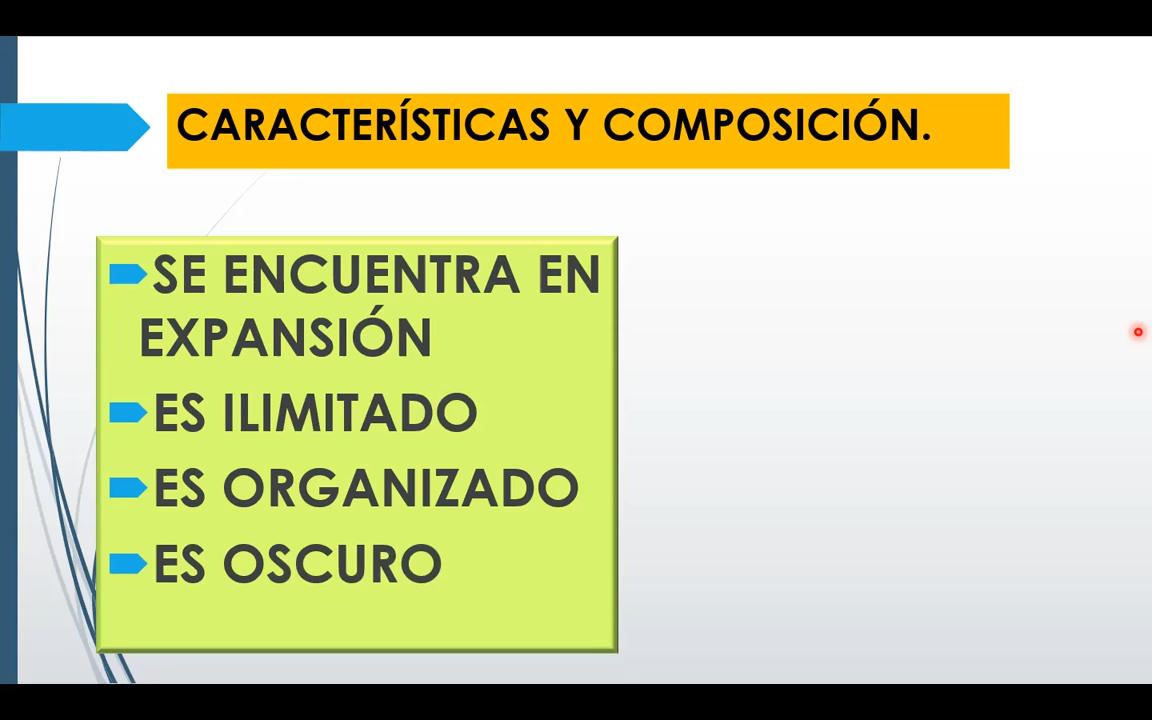 CARACTERÍSTICAS Y COMPOSICIÓN.
SE ENCUENTRA EN
EXPANSIÓN
ES ILIMITADO
ES ORGANIZADO
ES OSCURO